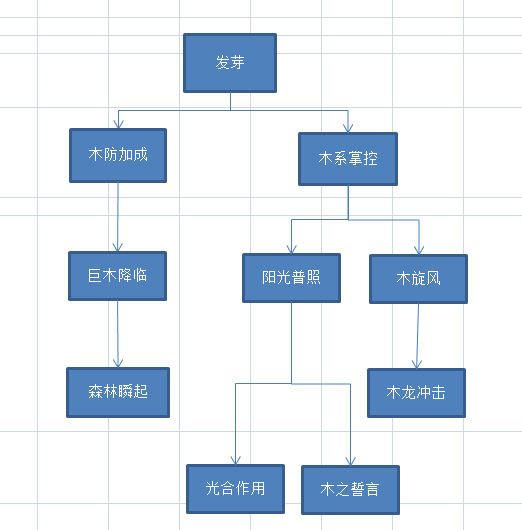 发芽
木防加成
木系掌控
巨木降临
阳光普照
木旋风
森林瞬起
木龙冲击
光合作用
木之誓言